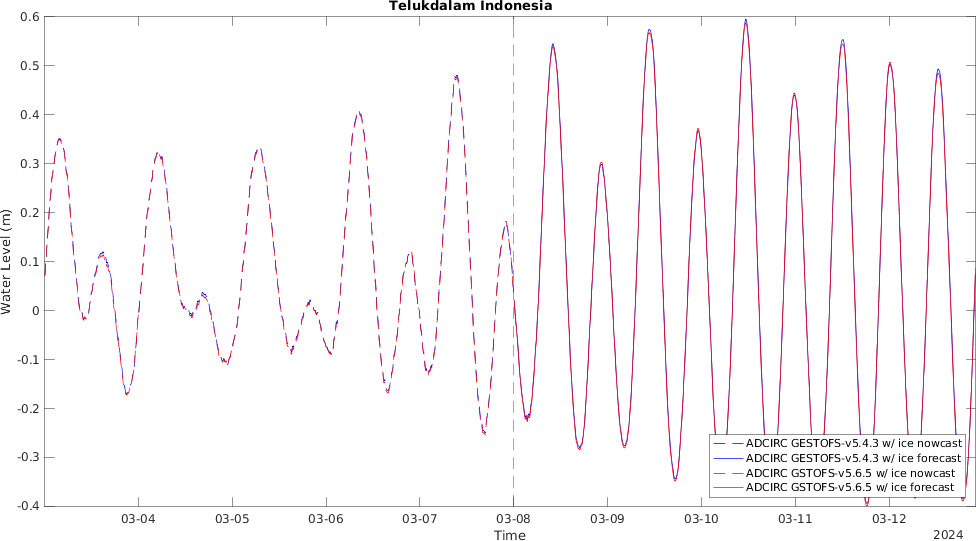 Telukdalam Indonesia
0.6
0.5
0.4
0.3
0.2
0.1
0
-0.1
-0.2
-0.3
-0.4
Water Level (m)
ADCIRC GESTOFS-v5.4.3 w/ ice nowcast
ADCIRC GESTOFS-v5.4.3 w/ ice forecast
ADCIRC GSTOFS-v5.6.5 w/ ice nowcast
ADCIRC GSTOFS-v5.6.5 w/ ice forecast
03-04 03-05 03-06 03-07 03-08 03-09 03-10 03-11 03-12
Time
2024